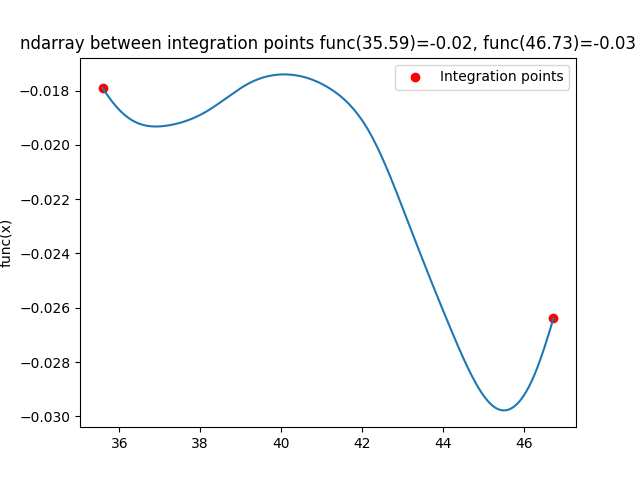 ndarray between integration points func(35.59)=-0.02, func(46.73)=-0.03
Integration points
func(x)
−0.018
−0.020
−0.022
−0.024
−0.026
−0.028
−0.030
36 38 40 42 44 46